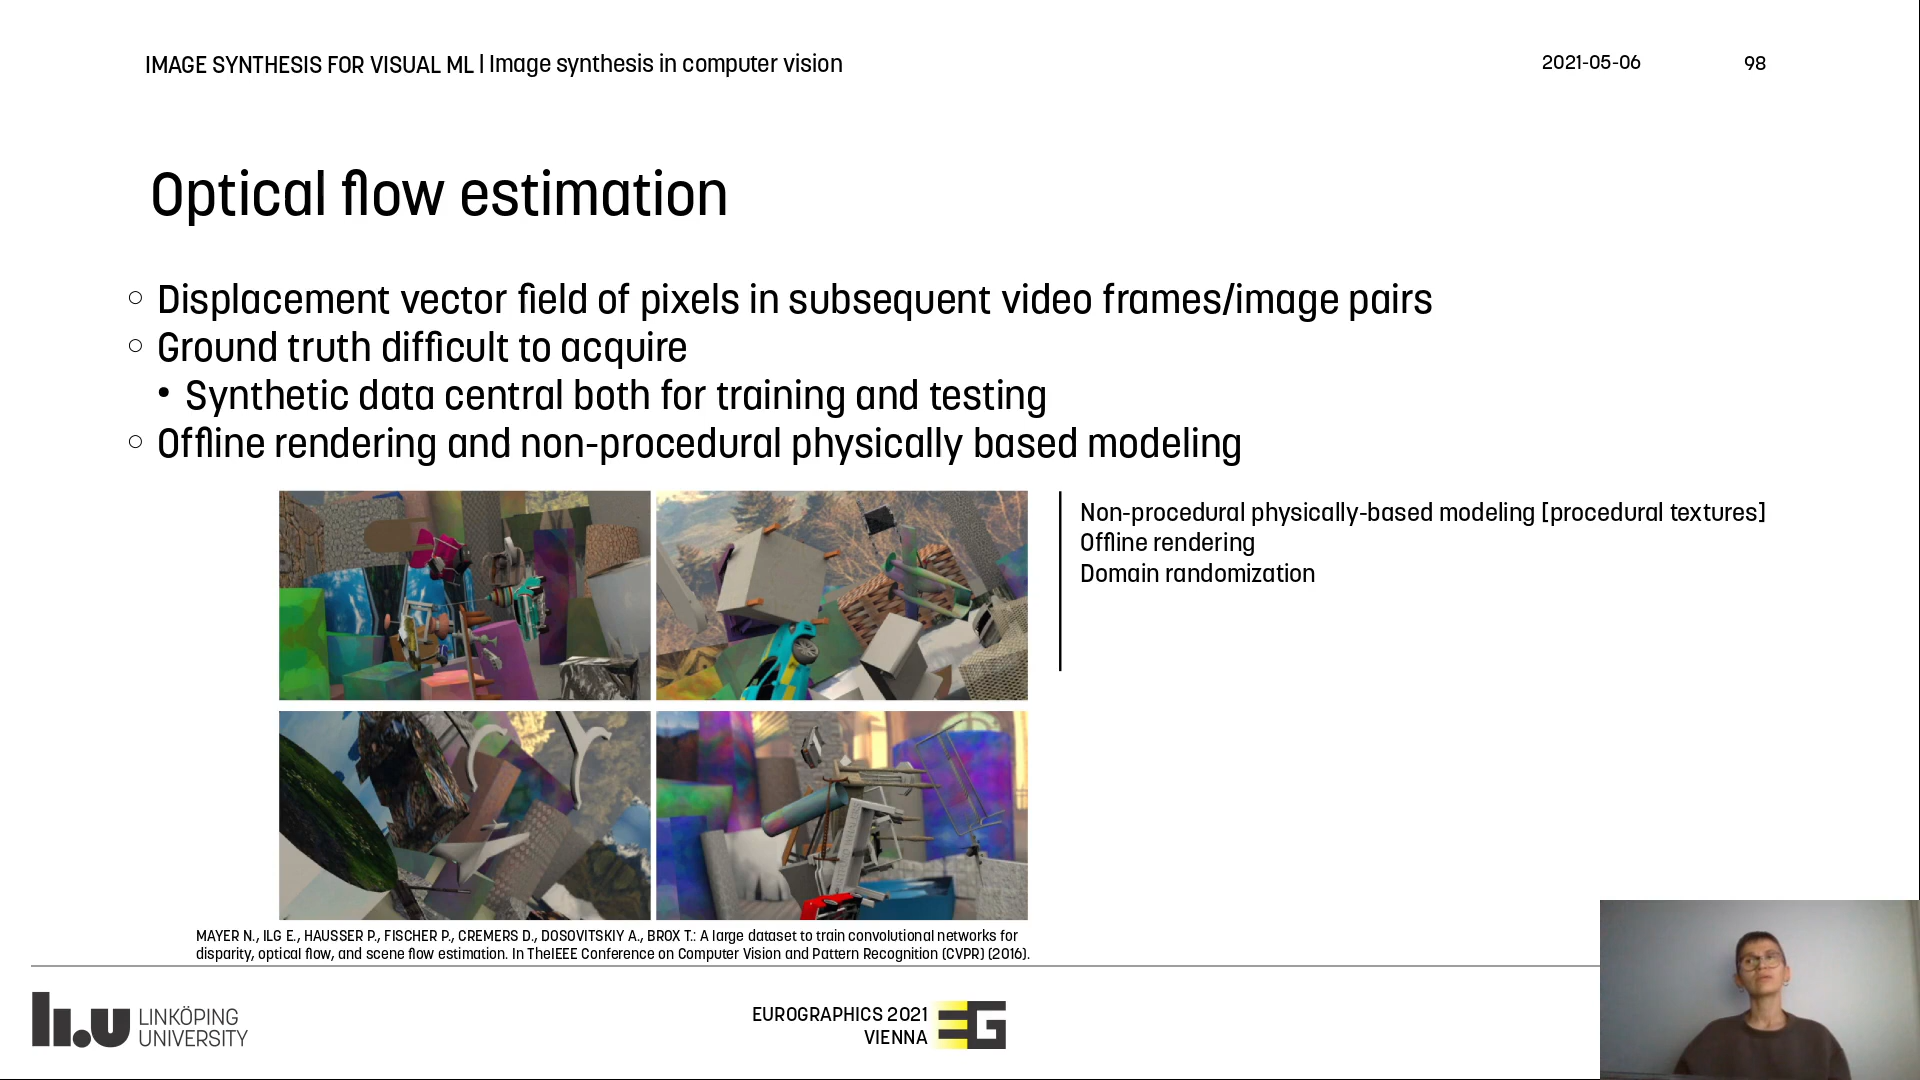 IMAGE SYNTHESIS FOR VISUAL ML | Image synthesis in computer vision
2021-05-06
98
Optical flow estimation
Displacement vector field of pixels in subsequent video frames/image pairs
Ground truth difficult to acquire
Synthetic data central both for training and testing
Offline rendering and non-procedural physically based modeling
Non-procedural physically-based modeling [procedural textures]
Offline rendering
Domain randomization
MAYER N., ILG E., HAUSSER P., FISCHER P., CREMERS D., DOSOVITSKIY A., BROX T.: A large dataset to train convolutional networks for
disparity, optical flow, and scene flow estimation. In TheIEEE Conference on Computer Vision and Pattern Recognition (CVPR) (2016).
li.u LINKÖPING
UNIVERSITY
EUROGRAPHICS 2021
VIENNA
EG